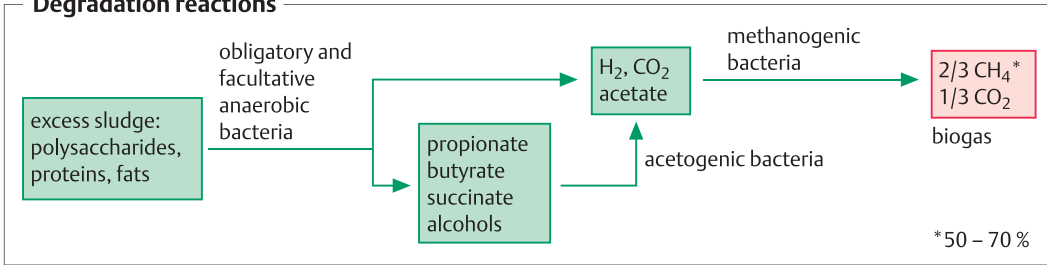 Degradation reactions
obligatory and
facultative
anaerobic
bacteria
excess sludge:
polysaccharides,
proteins, fats
propionate
butyrate
succinate
alcohols
H₂, CO₂
acetate
acetogenic bacteria
methanogenic
bacteria
2/3 CH₄*
1/3 CO₂
biogas
*50 – 70 %